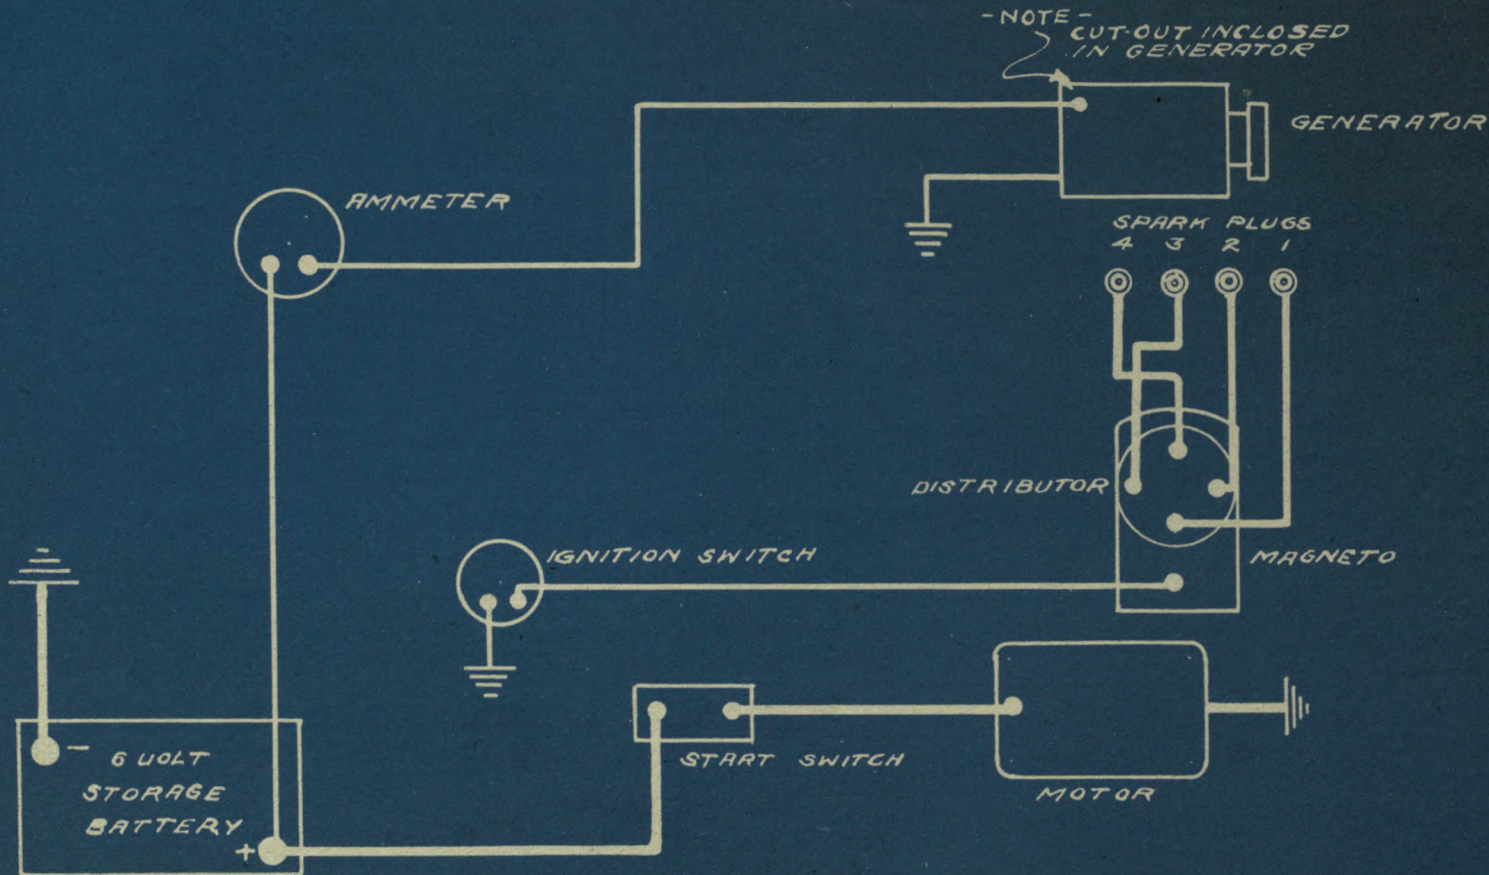 - NOTE -
CUT-OUT INCLOSED
IN GENERATOR
GENERATOR
AMMETER
SPARK PLUGS
4 3 2 1
DISTRIBUTOR
IGNITION SWITCH
MAGNETO
- 6 VOLT
STORAGE
BATTERY
+
START SWITCH
MOTOR